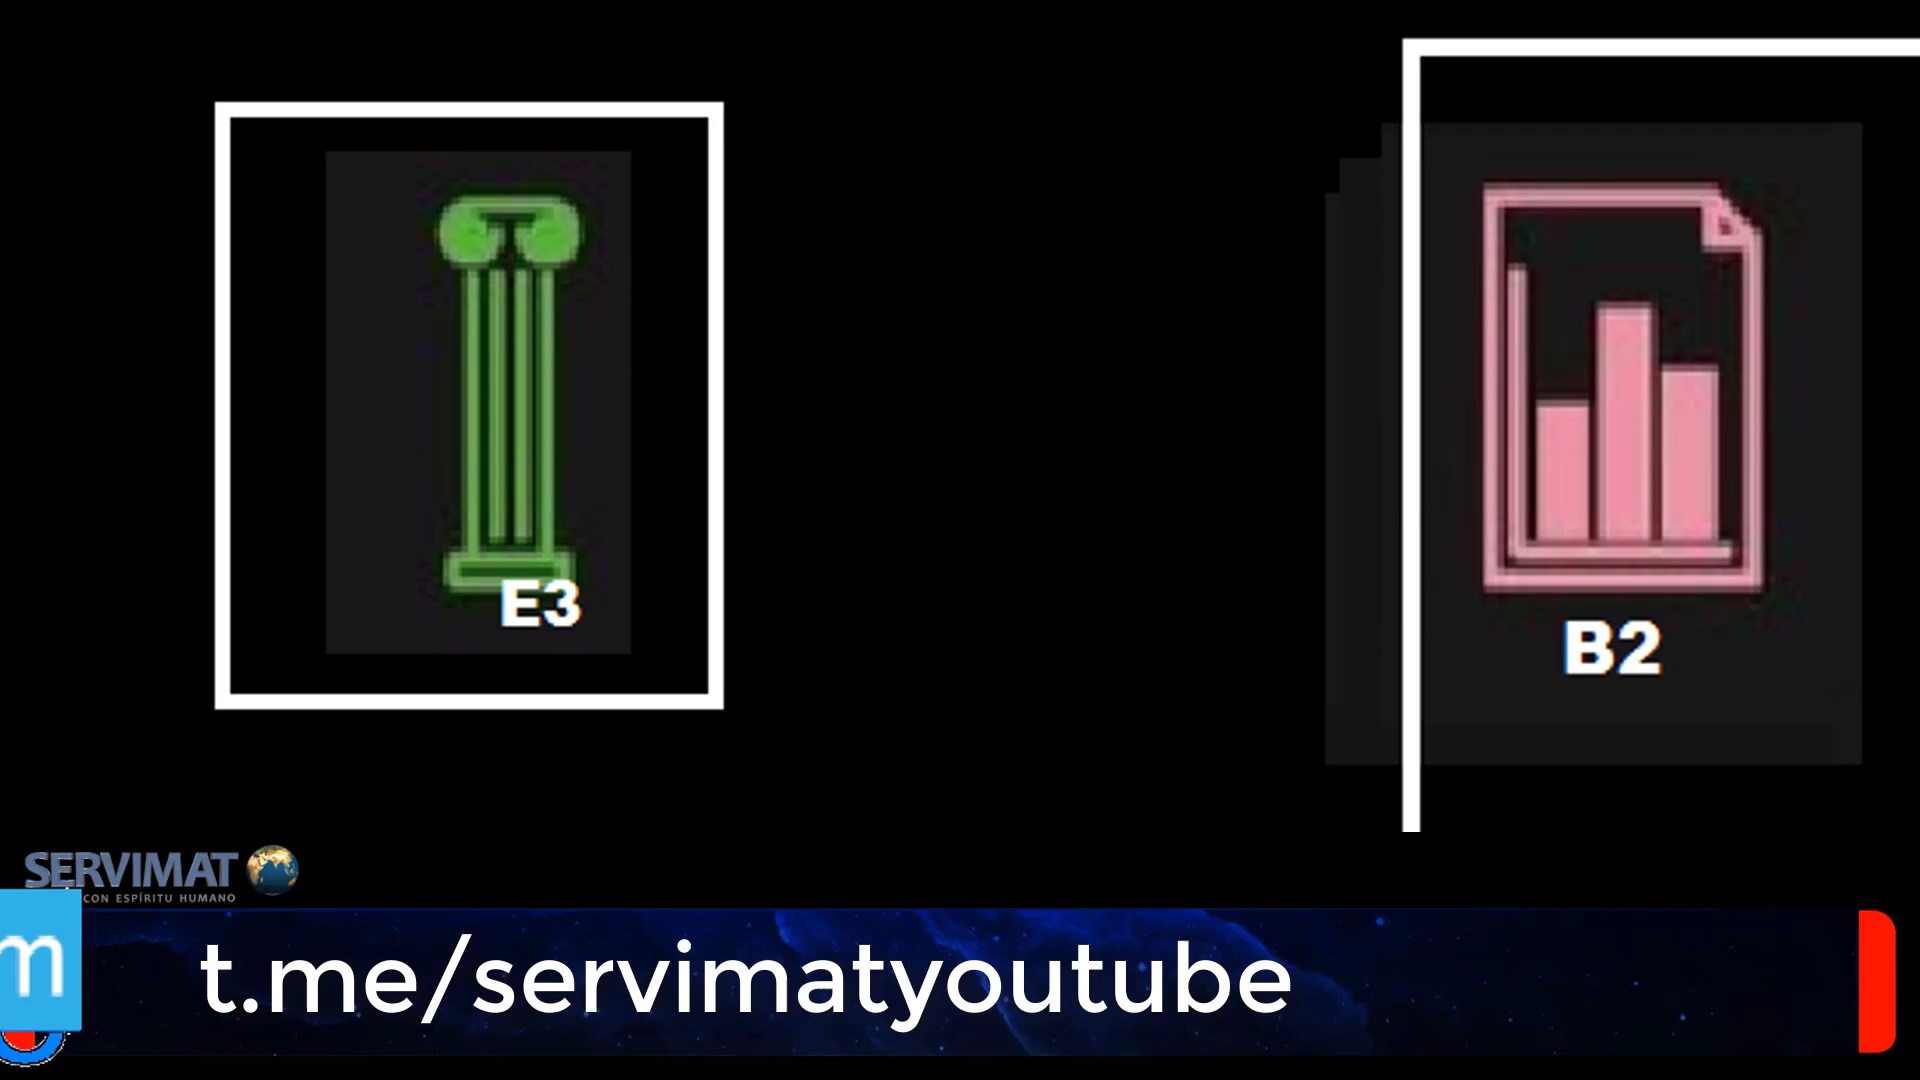 E3
B2
SERVIMAT
CON ESPÍRITU HUMANO
m
t.me/servimatyoutube